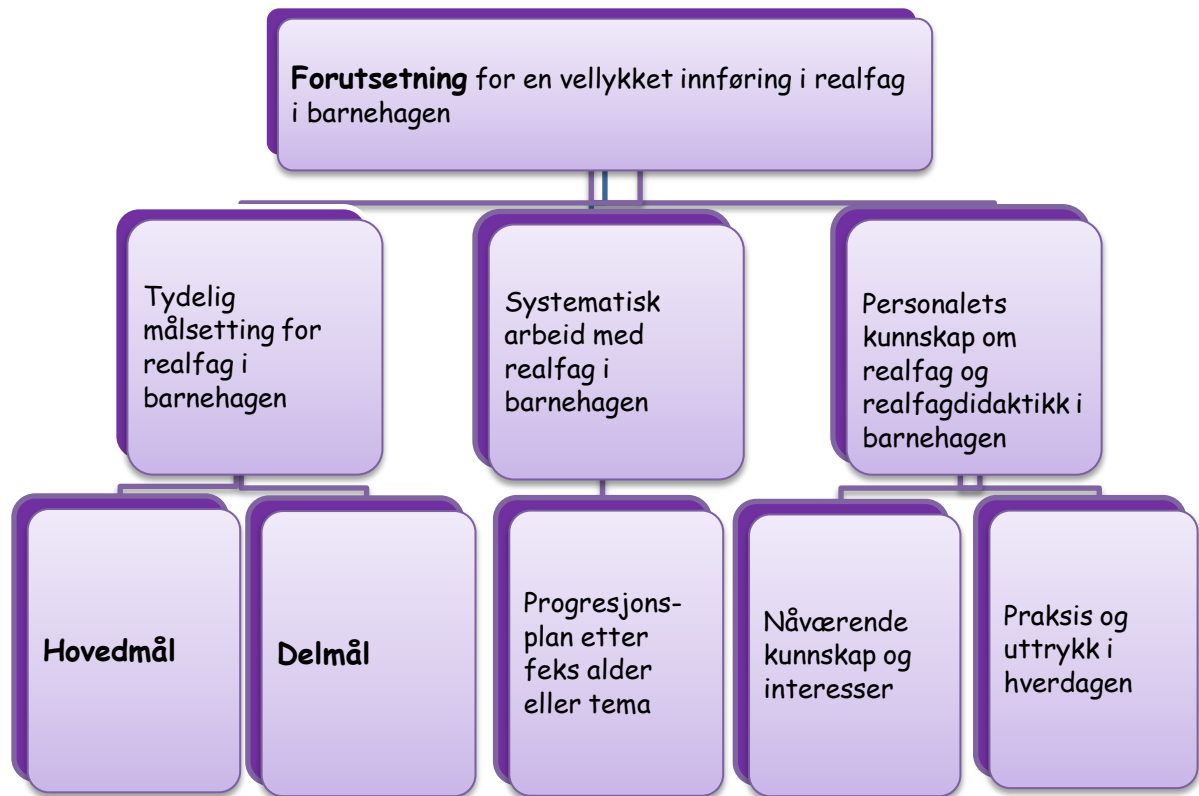 Forutsetning for en vellykket innføring i realfag
i barnehagen
Tydelig
målsetting for
realfag i
barnehagen
Systematisk
arbeid med
realfag i
barnehagen
Personalets
kunnskap om
realfag og
realfagdidaktikk i
barnehagen
Hovedmål
Delmål
Progresjons-
plan etter
feks alder
eller tema
Nåværende
kunnskap og
interesser
Praksis og
uttrykk i
hverdagen